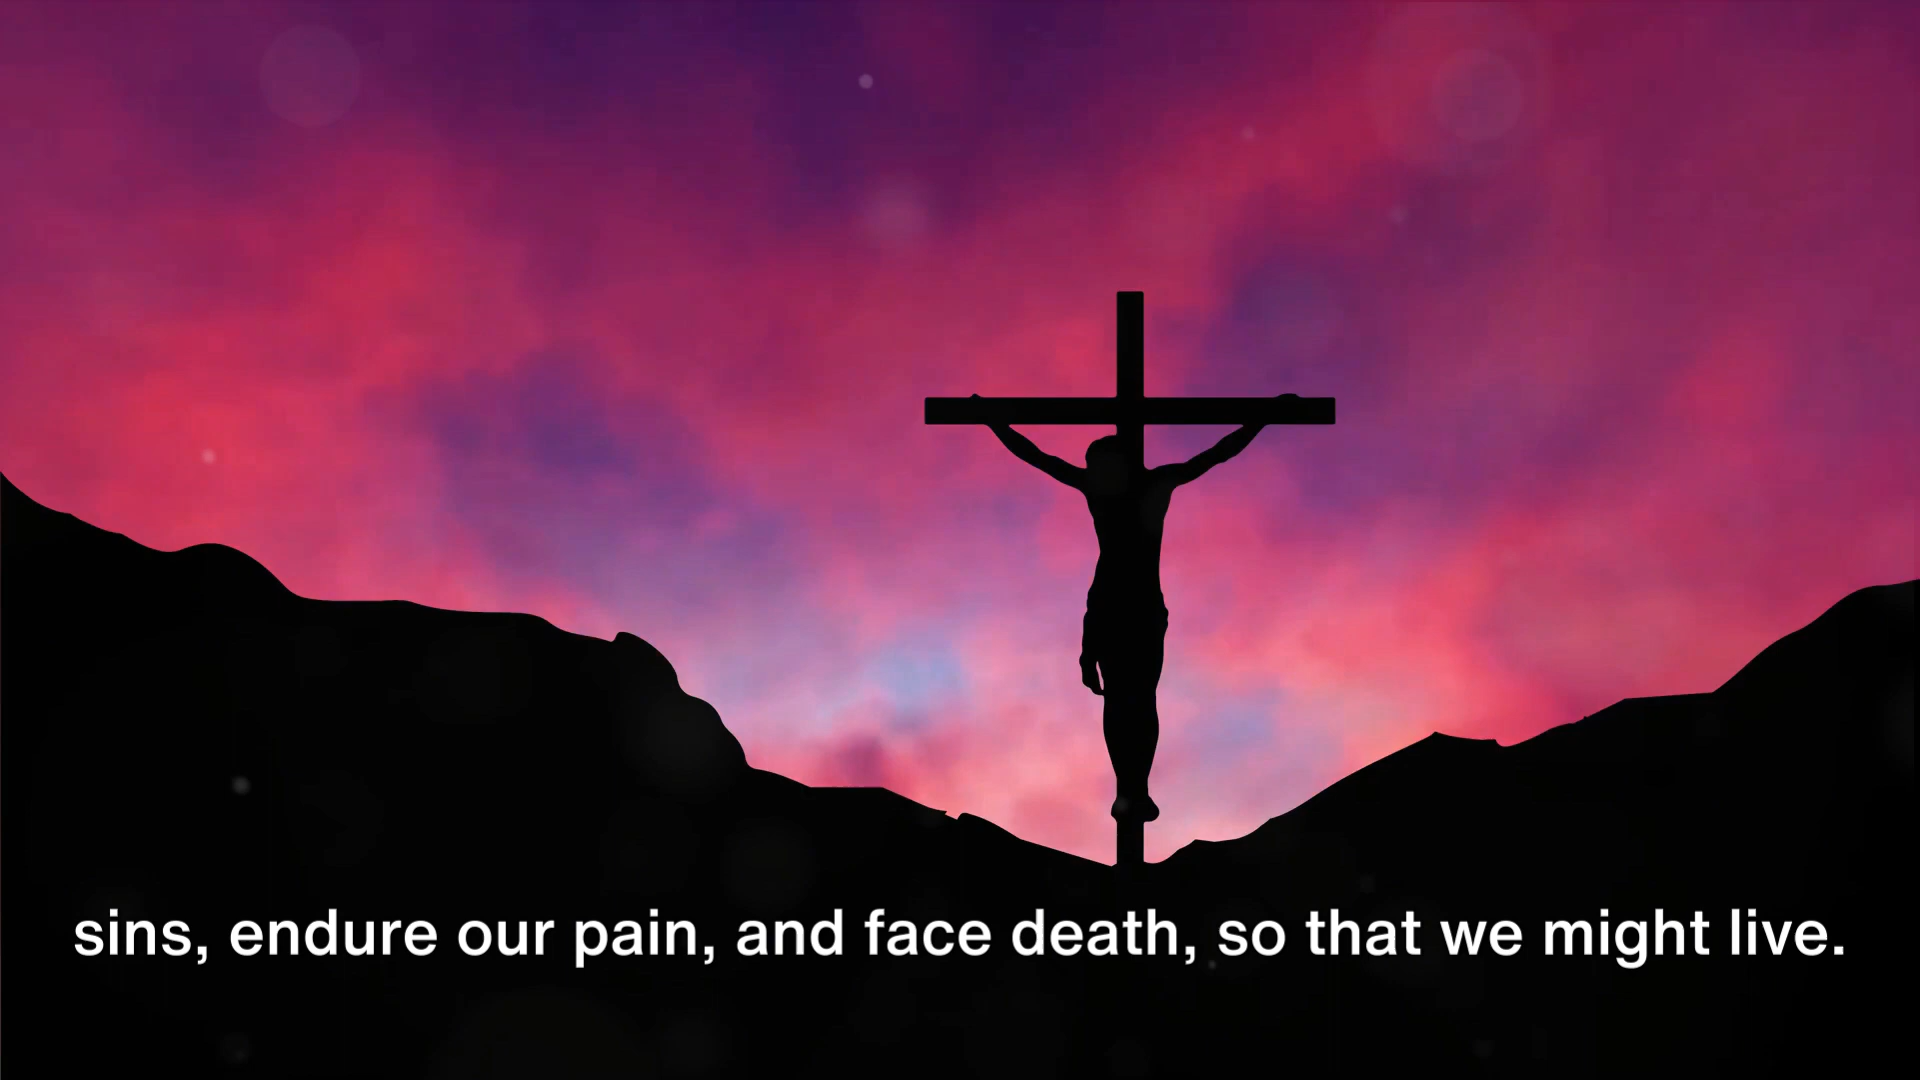 sins, endure our pain, and face death, so that we might live.